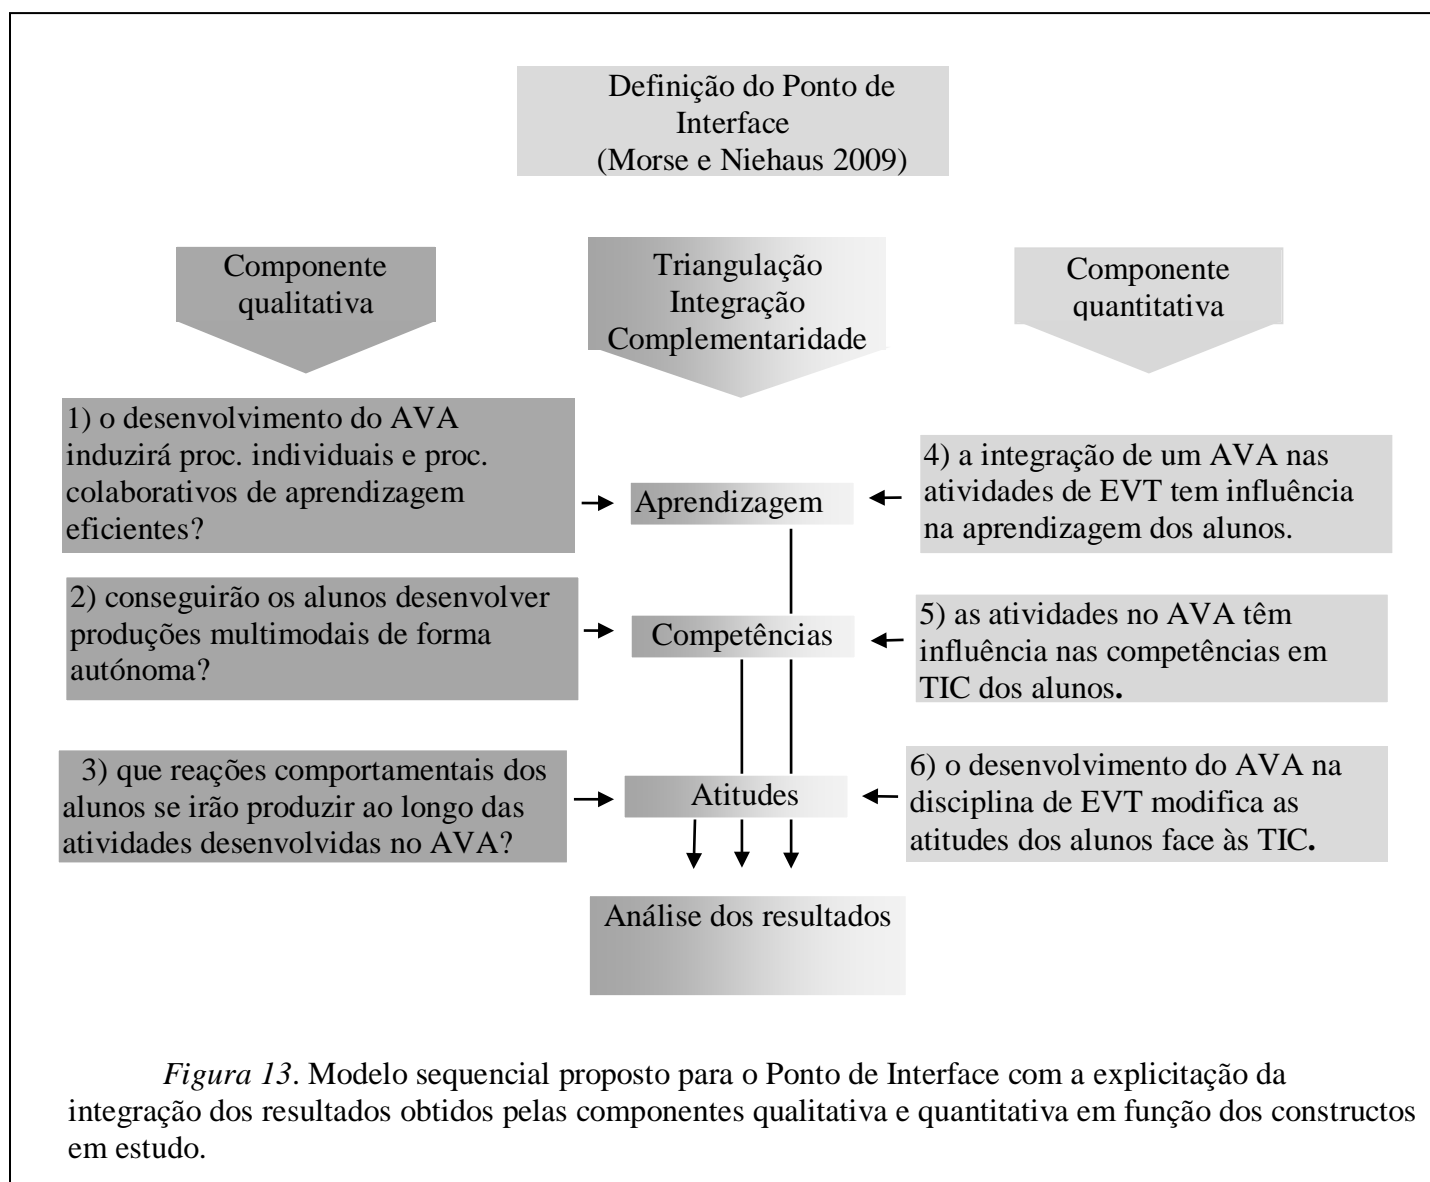 Definição do Ponto de
Interface
(Morse e Niehaus 2009)
Componente
qualitativa
Triangulação
Integração
Complementaridade
Componente
quantitativa
1) o desenvolvimento do AVA
induzirá proc. individuais e proc.
colaborativos de aprendizagem
eficientes?
Aprendizagem
4) a integração de um AVA nas
atividades de EVT tem influência
na aprendizagem dos alunos.
2) conseguirão os alunos desenvolver
produções multimodais de forma
autónoma?
Competências
5) as atividades no AVA têm
influência nas competências em
TIC dos alunos.
3) que reações comportamentais dos
alunos se irão produzir ao longo das
atividades desenvolvidas no AVA?
Atitudes
6) o desenvolvimento do AVA na
disciplina de EVT modifica as
atitudes dos alunos face às TIC.
Análise dos resultados
Figura 13. Modelo sequencial proposto para o Ponto de Interface com a explicitação da
integração dos resultados obtidos pelas componentes qualitativa e quantitativa em função dos constructos
em estudo.